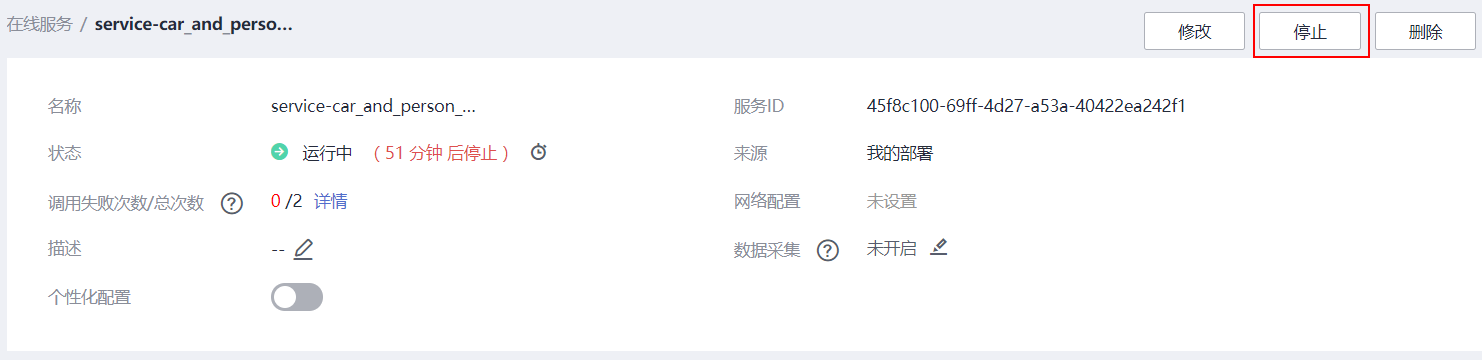 在线服务 / service-car_and_perso...
修改 停止 删除
名称 service-car_and_person_... 服务ID 45f8c100-69ff-4d27-a53a-40422ea242f1
状态 运行中 （ 51 分钟 后停止 ） 来源 我的部署
调用失败次数/总次数 ? 0 /2 详情 网络配置 未设置
描述 -- 数据采集 ? 未开启
个性化配置